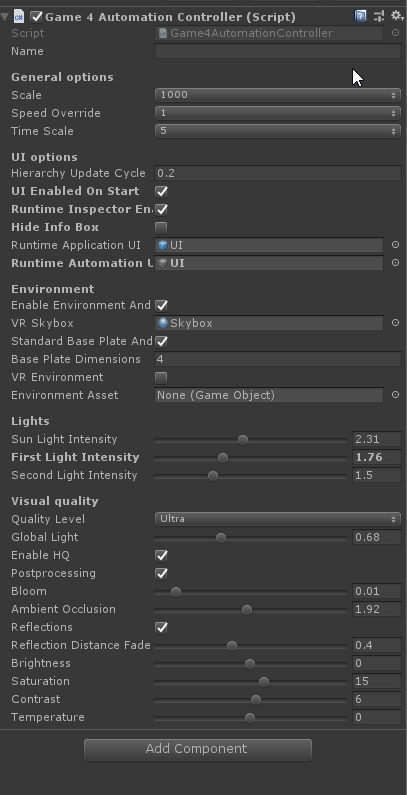 Game 4 Automation Controller (Script)
Script Game4AutomationController
Name
General options
Scale 1000
Speed Override 1
Time Scale 5
UI options
Hierarchy Update Cycle 0.2
UI Enabled On Start
Runtime Inspector En
Hide Info Box
Runtime Application UI UI
Runtime Automation U UI
Environment
Enable Environment And
VR Skybox Skybox
Standard Base Plate And
Base Plate Dimensions 4
VR Environment
Environment Asset None (Game Object)
Lights
Sun Light Intensity 2.31
First Light Intensity 1.76
Second Light Intensity 1.5
Visual quality
Quality Level Ultra
Global Light 0.68
Enable HQ
Postprocessing
Bloom 0.01
Ambient Occlusion 1.92
Reflections
Reflection Distance Fade 0.4
Brightness 0
Saturation 15
Contrast 6
Temperature 0
Add Component